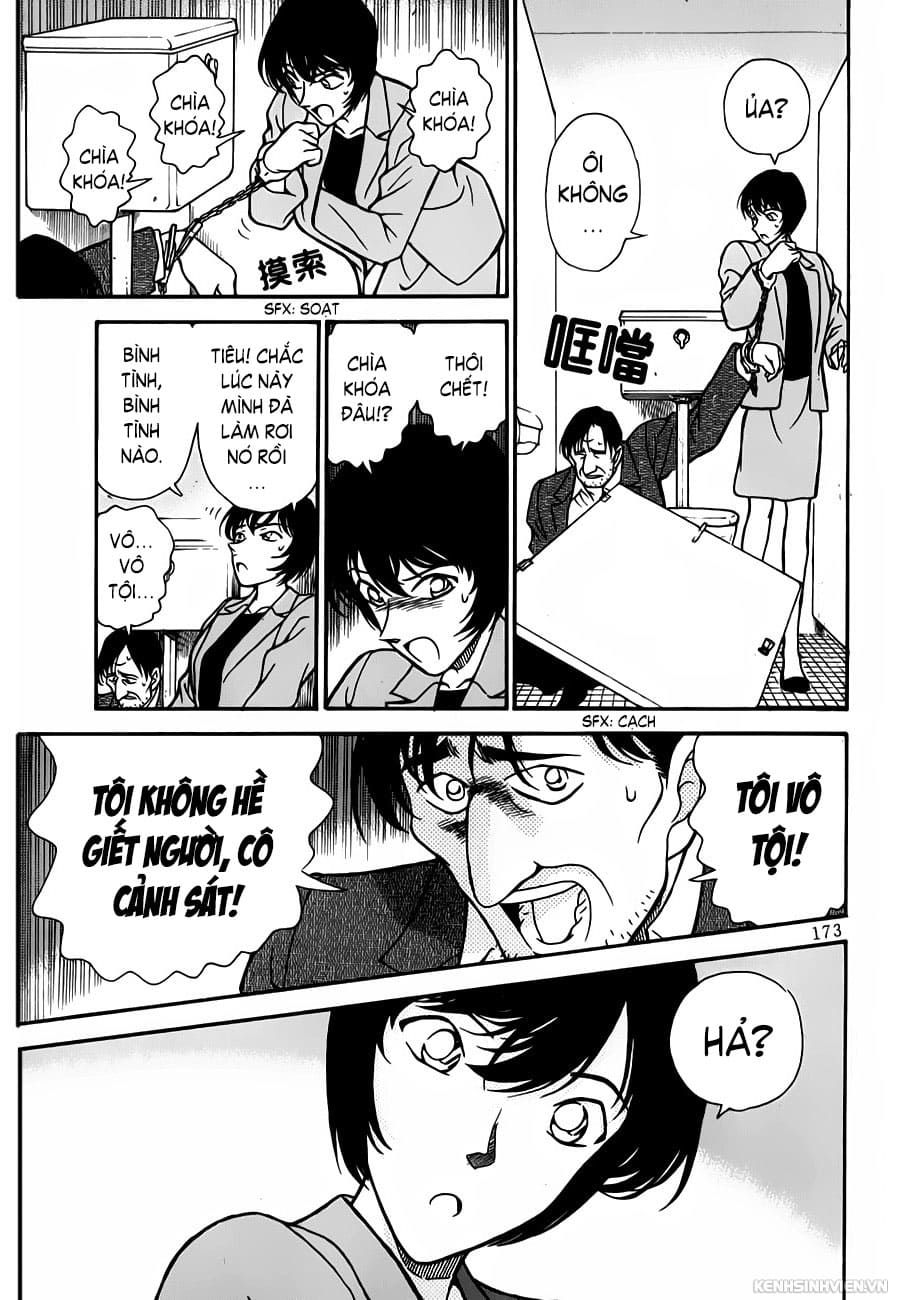 ỦA?
ÔI
KHÔNG
...
哐噹
SFX: CẠCH
CHÌA
KHÓA!
CHÌA
KHÓA!
CHÌA
KHÓA!
摸索
SFX: SOẠT
THÔI
CHẾT!
CHÌA
KHÓA
ĐÂU!?
TIÊU! CHẮC
LÚC NÀY
MÌNH ĐÃ
LÀM RƠI
NÓ RỒI
...
BÌNH
TĨNH,
BÌNH
TĨNH
NÀO.
VÔ...
VÔ
TỘI...
TÔI VÔ
TỘI!
TÔI KHÔNG HỀ
GIẾT NGƯỜI, CÔ
CẢNH SÁT!
173
HẢ?
KENHSINHVIEN.VN